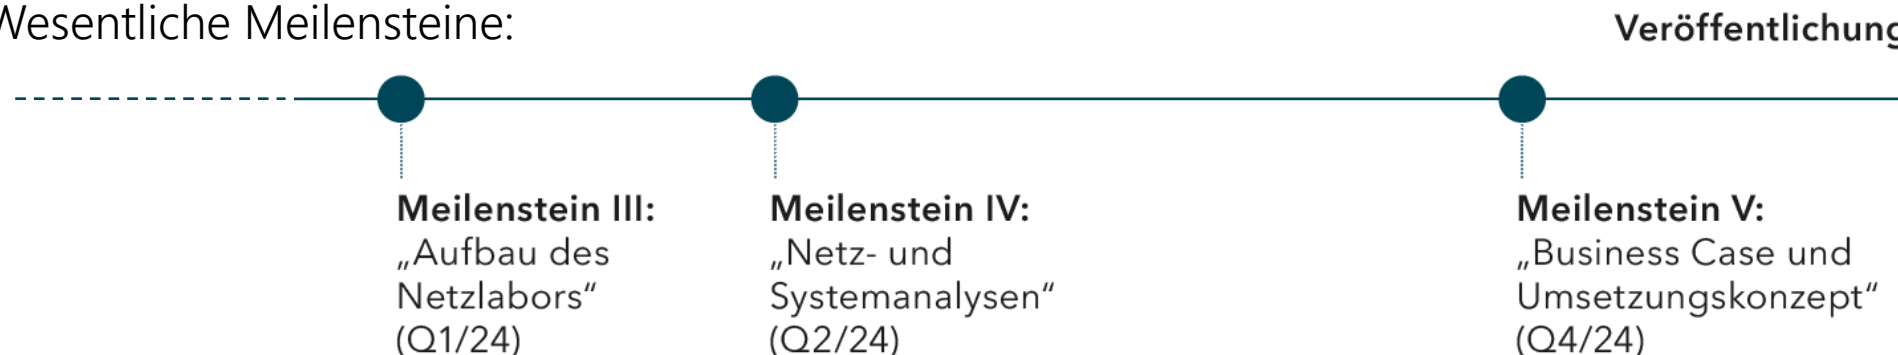 Wesentliche Meilensteine:
Veröffentlichung
Meilenstein III:
„Aufbau des
Netzlabors“
(Q1/24)
Meilenstein IV:
„Netz- und
Systemanalysen“
(Q2/24)
Meilenstein V:
„Business Case und
Umsetzungskonzept“
(Q4/24)